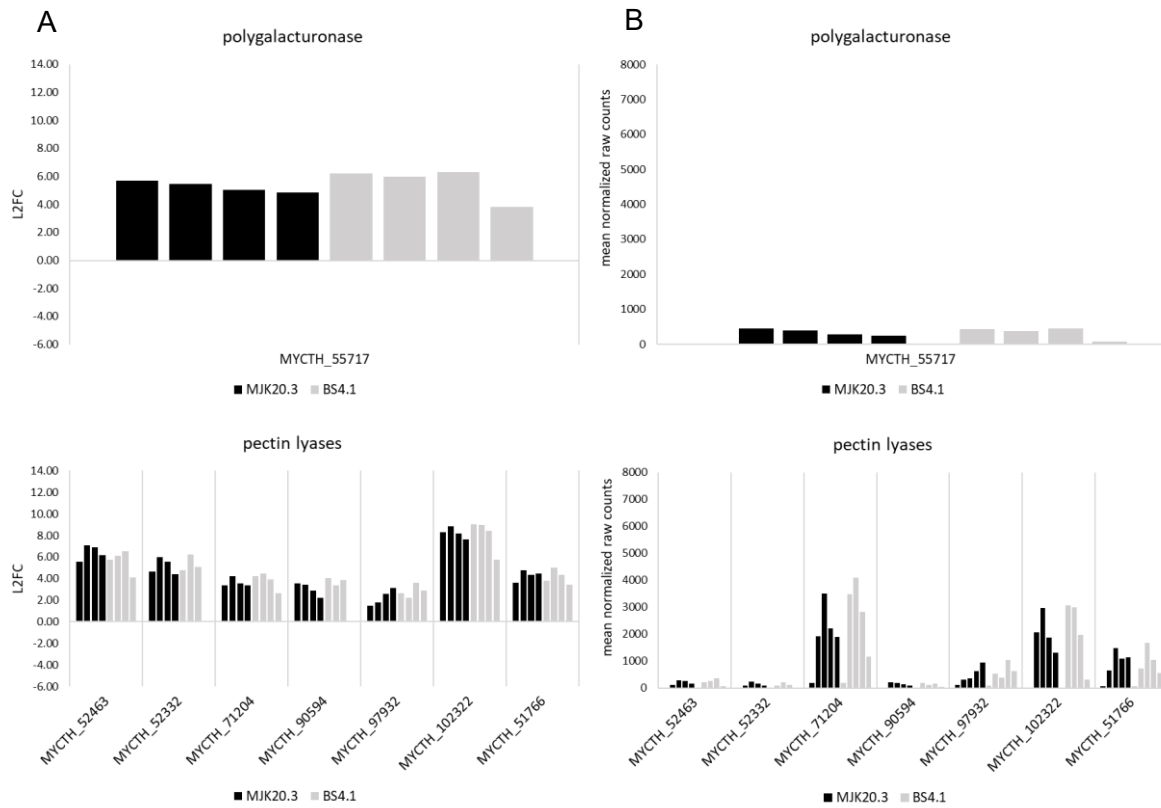 A
polygalacturonase
14.00
12.00
10.00
8.00
6.00
4.00
2.00
0.00
-2.00
-4.00
-6.00
L2FC
MYCTH_55717
MJK20.3 BS4.1
B
polygalacturonase
8000
7000
6000
5000
4000
3000
2000
1000
0
mean normalized raw counts
MYCTH_55717
MJK20.3 BS4.1
pectin lyases
14.00
12.00
10.00
8.00
6.00
4.00
2.00
0.00
-2.00
-4.00
-6.00
L2FC
MYCTH_52463
MYCTH_52332
MYCTH_71204
MYCTH_90594
MYCTH_97932
MYCTH_102322
MYCTH_51766
MJK20.3 BS4.1
pectin lyases
8000
7000
6000
5000
4000
3000
2000
1000
0
mean normalized raw counts
MYCTH_52463
MYCTH_52332
MYCTH_71204
MYCTH_90594
MYCTH_97932
MYCTH_102322
MYCTH_51766
MJK20.3 BS4.1